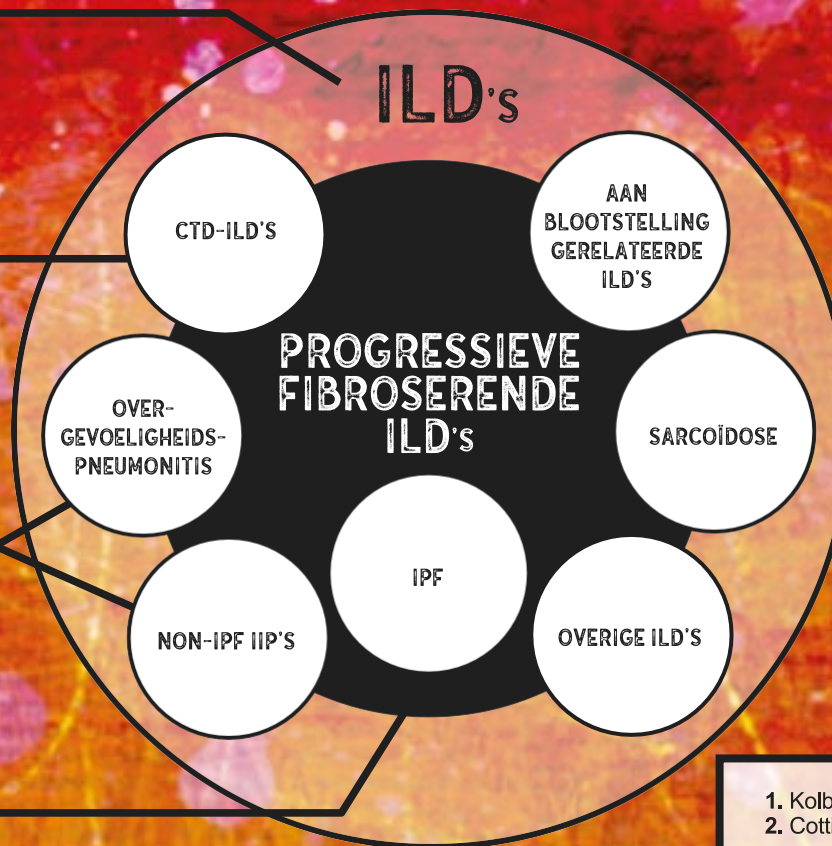 ILD's
CTD-ILD'S
AAN
BLOOTSTELLING
GERELATEERDE
ILD'S
PROGRESSIEVE
FIBROSERENDE
ILD's
OVER-
GEVOELIGHEIDS-
PNEUMONITIS
SARCOÏDOSE
IPF
NON-IPF IIP'S
OVERIGE ILD'S
1. Kolb
2. Cotti